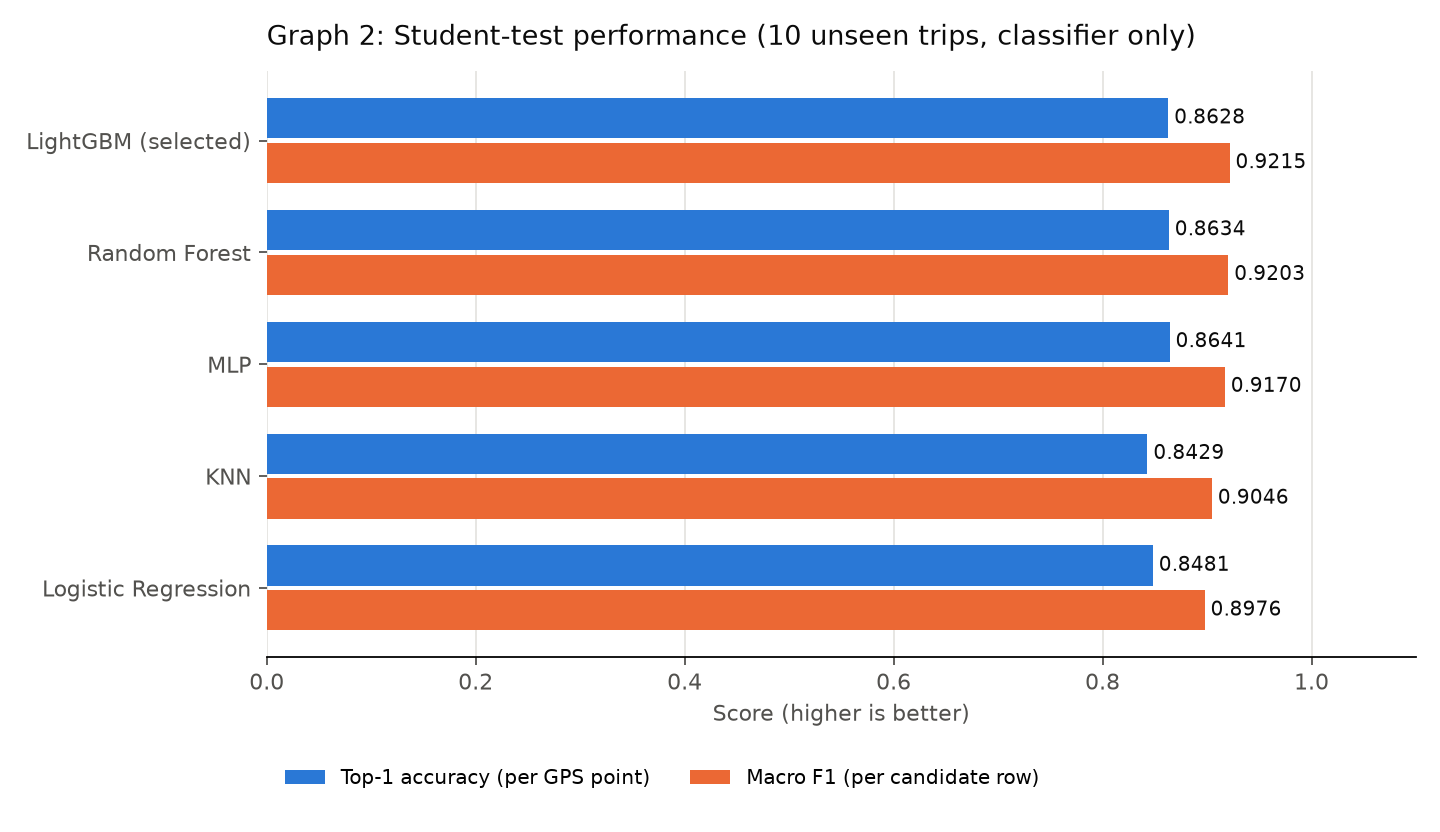 Graph 2: Student-test performance (10 unseen trips, classifier only)
LightGBM (selected)
0.8628
0.9215
Random Forest
0.8634
0.9203
MLP
0.8641
0.9170
KNN
0.8429
0.9046
Logistic Regression
0.8481
0.8976
0.0 0.2 0.4 0.6 0.8 1.0
Score (higher is better)
Top-1 accuracy (per GPS point) Macro F1 (per candidate row)